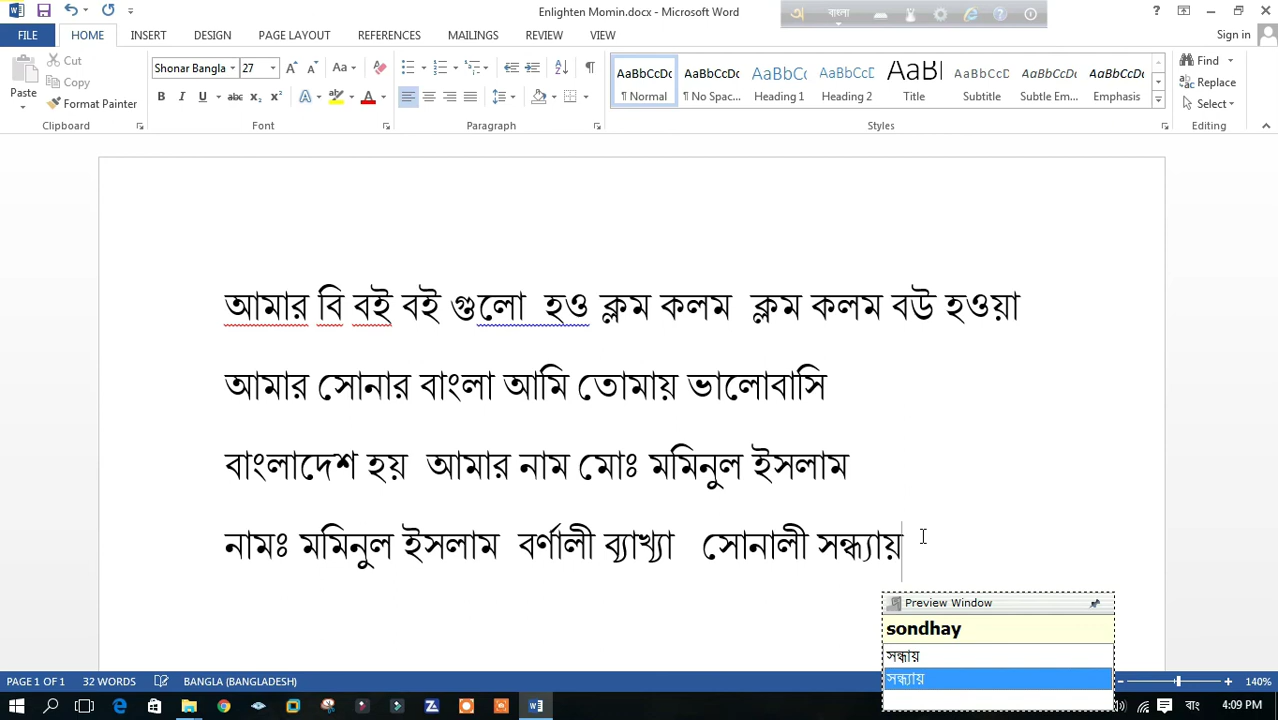 Enlighten Momin.docx - Microsoft Word
বাংলা
Sign in
FILE HOME INSERT DESIGN PAGE LAYOUT REFERENCES MAILINGS REVIEW VIEW
Cut
Copy
Paste
Format Painter
Clipboard
Shonar Bangla 27
Font
Paragraph
AaBbCcDc AaBbCcDc AaBbCc AaBbCcC AaBl AaBbCcC AaBbCcDc AaBbCcDc
¶ Normal ¶ No Spac... Heading 1 Heading 2 Title Subtitle Subtle Em... Emphasis
Styles
Find
Replace
Select
Editing
আমার বি বই বই গুলো হও ক্লম কলম ক্লম কলম বউ হওয়া
আমার সোনার বাংলা আমি তোমায় ভালোবাসি
বাংলাদেশ হয় আমার নাম মোঃ মমিনুল ইসলাম
নামঃ মমিনুল ইসলাম বর্ণালী ব্যাখ্যা সোনালী সন্ধ্যায়
Preview Window
sondhay
সন্ধায়
সন্ধ্যায়
PAGE 1 OF 1 32 WORDS BANGLA (BANGLADESH) 140%
বাং 4:09 PM